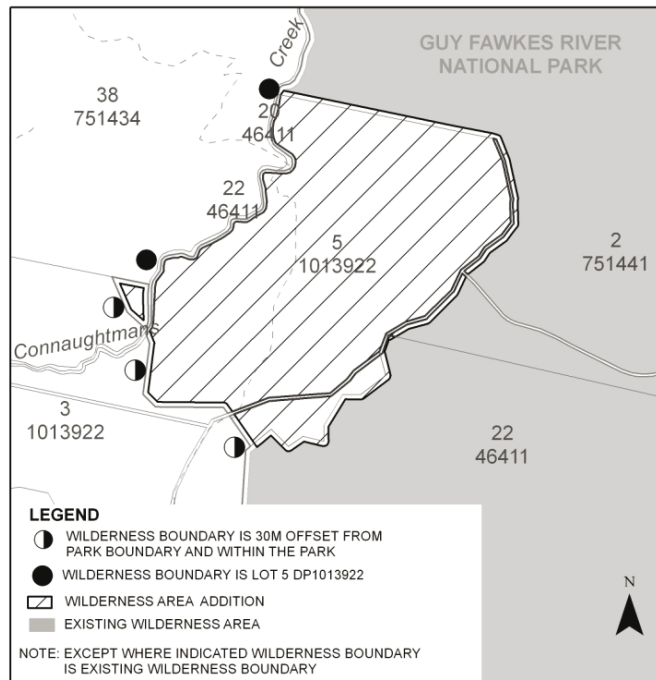 Creek
GUY FAWKES RIVER
NATIONAL PARK
38
751434
20
46411
22
46411
5
1013922
2
751441
Connaughtmans
3
1013922
22
46411
LEGEND
WILDERNESS BOUNDARY IS 30M OFFSET FROM
PARK BOUNDARY AND WITHIN THE PARK
WILDERNESS BOUNDARY IS LOT 5 DP1013922
WILDERNESS AREA ADDITION
EXISTING WILDERNESS AREA
NOTE: EXCEPT WHERE INDICATED WILDERNESS BOUNDARY
IS EXISTING WILDERNESS BOUNDARY
N